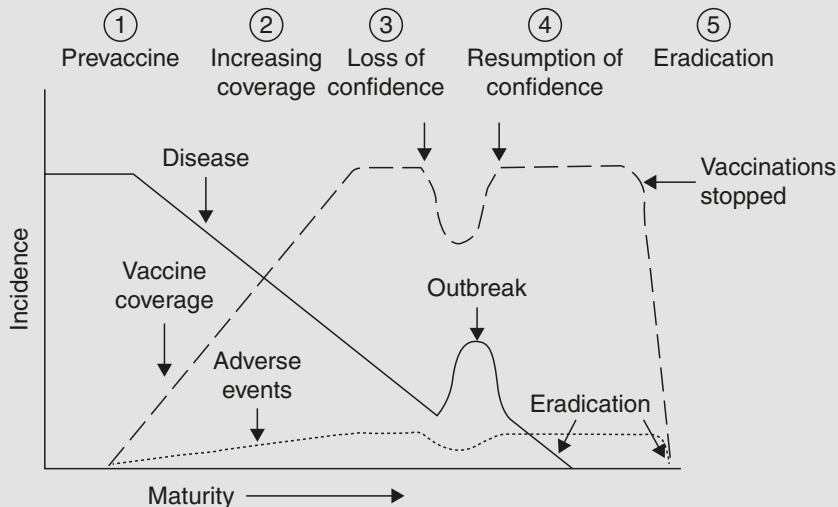 ① ② ③ ④ ⑤
Prevaccine Increasing Loss of Resumption of Eradication
coverage confidence confidence
Disease
Vaccinations
stopped
Vaccine
coverage
Outbreak
Incidence
Adverse
events
Eradication
Maturity